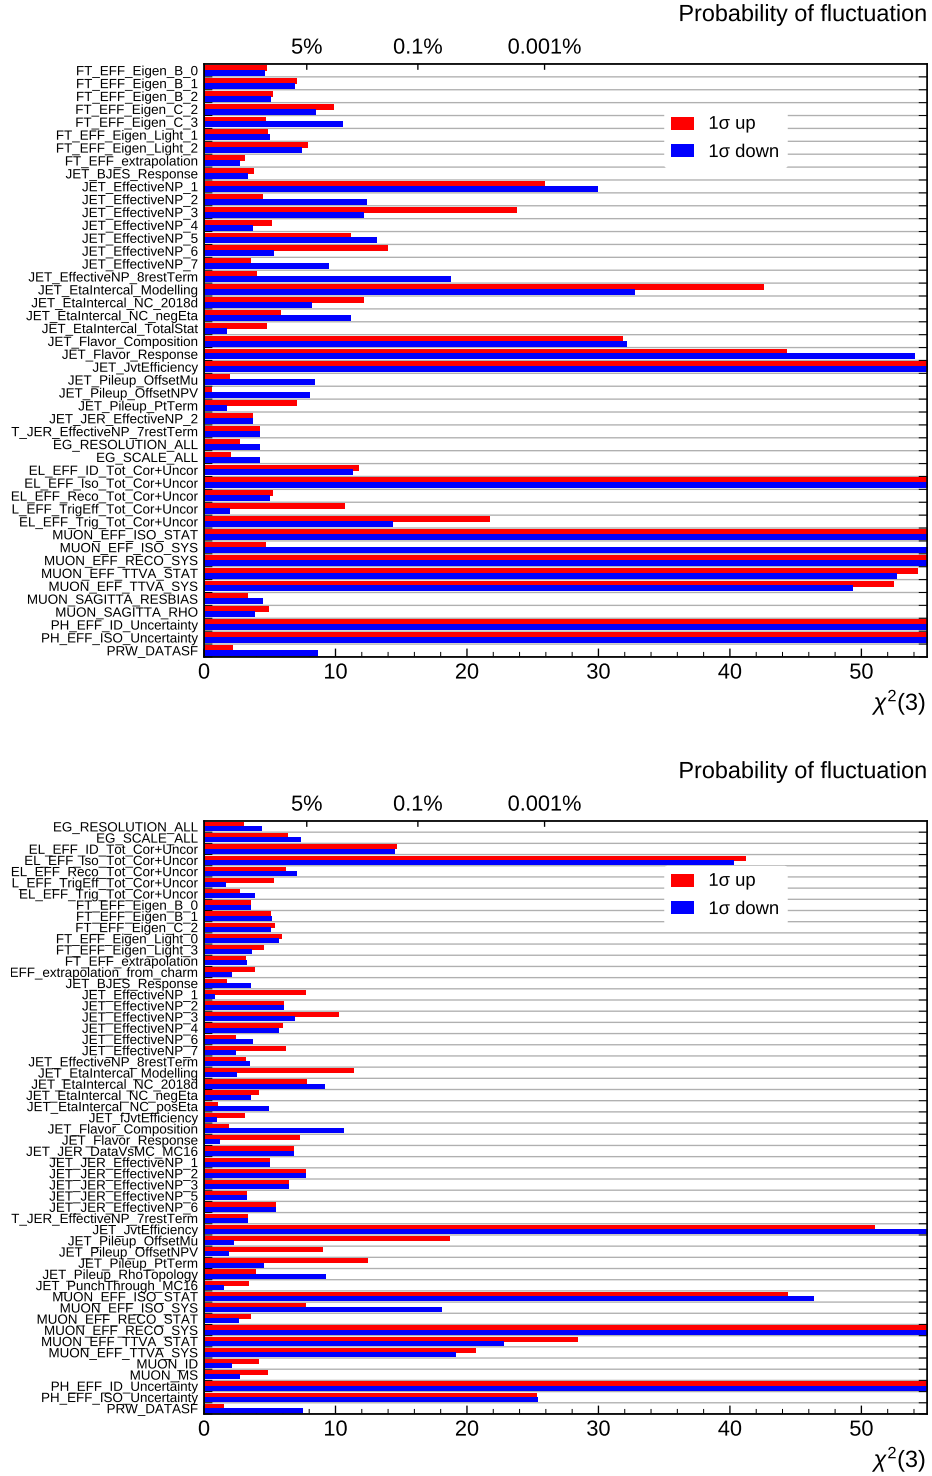 Probability of fluctuation
5% 0.1% 0.001%
FT_EFF_Eigen_B_0
FT_EFF_Eigen_B_1
FT_EFF_Eigen_B_2
FT_EFF_Eigen_C_2
FT_EFF_Eigen_C_3
FT_EFF_Eigen_Light_1
FT_EFF_Eigen_Light_2
FT_EFF_extrapolation
JET_BJES_Response
JET_EffectiveNP_1
JET_EffectiveNP_2
JET_EffectiveNP_3
JET_EffectiveNP_4
JET_EffectiveNP_5
JET_EffectiveNP_6
JET_EffectiveNP_7
JET_EffectiveNP_8restTerm
JET_EtaIntercal_Modelling
JET_EtaIntercal_NC_2018d
JET_EtaIntercal_NC_negEta
JET_EtaIntercal_TotalStat
JET_Flavor_Composition
JET_Flavor_Response
JET_JvtEfficiency
JET_Pileup_OffsetMu
JET_Pileup_OffsetNPV
JET_Pileup_PtTerm
JET_JER_EffectiveNP_2
T_JER_EffectiveNP_7restTerm
EG_RESOLUTION_ALL
EG_SCALE_ALL
EL_EFF_ID_Tot_Cor+Uncor
EL_EFF_Iso_Tot_Cor+Uncor
EL_EFF_Reco_Tot_Cor+Uncor
L_EFF_TrigEff_Tot_Cor+Uncor
EL_EFF_Trig_Tot_Cor+Uncor
MUON_EFF_ISO_STAT
MUON_EFF_ISO_SYS
MUON_EFF_RECO_SYS
MUON_EFF_TTVA_STAT
MUON_EFF_TTVA_SYS
MUON_SAGITTA_RESBIAS
MUON_SAGITTA_RHO
PH_EFF_ID_Uncertainty
PH_EFF_ISO_Uncertainty
PRW_DATASF
1σ up
1σ down
0 10 20 30 40 50
χ²(3)
Probability of fluctuation
5% 0.1% 0.001%
EG_RESOLUTION_ALL
EG_SCALE_ALL
EL_EFF_ID_Tot_Cor+Uncor
EL_EFF_Iso_Tot_Cor+Uncor
EL_EFF_Reco_Tot_Cor+Uncor
L_EFF_TrigEff_Tot_Cor+Uncor
EL_EFF_Trig_Tot_Cor+Uncor
FT_EFF_Eigen_B_0
FT_EFF_Eigen_B_1
FT_EFF_Eigen_C_2
FT_EFF_Eigen_Light_0
FT_EFF_Eigen_Light_3
FT_EFF_extrapolation
EFF_extrapolation_from_charm
JET_BJES_Response
JET_EffectiveNP_1
JET_EffectiveNP_2
JET_EffectiveNP_3
JET_EffectiveNP_4
JET_EffectiveNP_6
JET_EffectiveNP_7
JET_EffectiveNP_8restTerm
JET_EtaIntercal_Modelling
JET_EtaIntercal_NC_2018d
JET_EtaIntercal_NC_negEta
JET_EtaIntercal_NC_posEta
JET_fJvtEfficiency
JET_Flavor_Composition
JET_Flavor_Response
JET_JER_DataVsMC_MC16
JET_JER_EffectiveNP_1
JET_JER_EffectiveNP_2
JET_JER_EffectiveNP_3
JET_JER_EffectiveNP_5
JET_JER_EffectiveNP_6
T_JER_EffectiveNP_7restTerm
JET_JvtEfficiency
JET_Pileup_OffsetMu
JET_Pileup_OffsetNPV
JET_Pileup_PtTerm
JET_Pileup_RhoTopology
JET_PunchThrough_MC16
MUON_EFF_ISO_STAT
MUON_EFF_ISO_SYS
MUON_EFF_RECO_STAT
MUON_EFF_RECO_SYS
MUON_EFF_TTVA_STAT
MUON_EFF_TTVA_SYS
MUON_ID
MUON_MS
PH_EFF_ID_Uncertainty
PH_EFF_ISO_Uncertainty
PRW_DATASF
1σ up
1σ down
0 10 20 30 40 50
χ²(3)